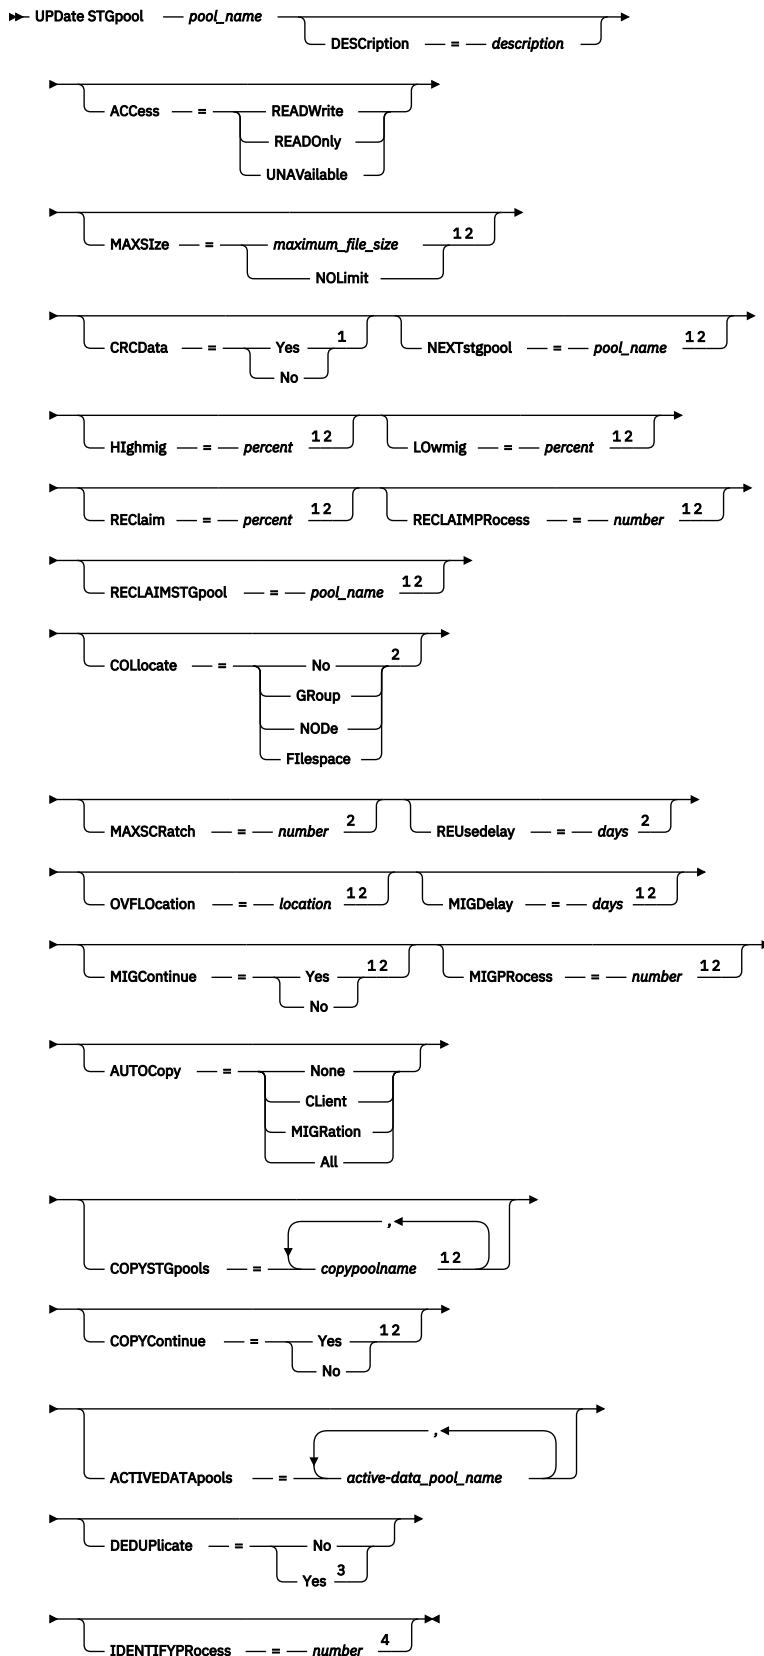 UPDate STGpool pool_name
DESCription = description
ACCess = READWrite
READOnly
UNAVailable
MAXSIze = maximum_file_size 1 2
NOLimit
CRCData = Yes 1 NEXTstgpool = pool_name 1 2
No
HIghmig = percent 1 2 LOwmig = percent 1 2
REClaim = percent 1 2 RECLAIMPRocess = number 1 2
RECLAIMSTGpool = pool_name 1 2
COLlocate = No 2
GRoup
NODe
FIlespace
MAXSCRatch = number 2 REUsedelay = days 2
OVFLOcation = location 1 2 MIGDelay = days 1 2
MIGContinue = Yes 1 2 MIGPRocess = number 1 2
No
AUTOCopy = None
CLient
MIGRation
All
,
COPYSTGpools = copypoolname 1 2
COPYContinue = Yes 1 2
No
,
ACTIVEDATApools = active-data_pool_name
DEDUPlicate = No
Yes 3
IDENTIFYPRocess = number 4